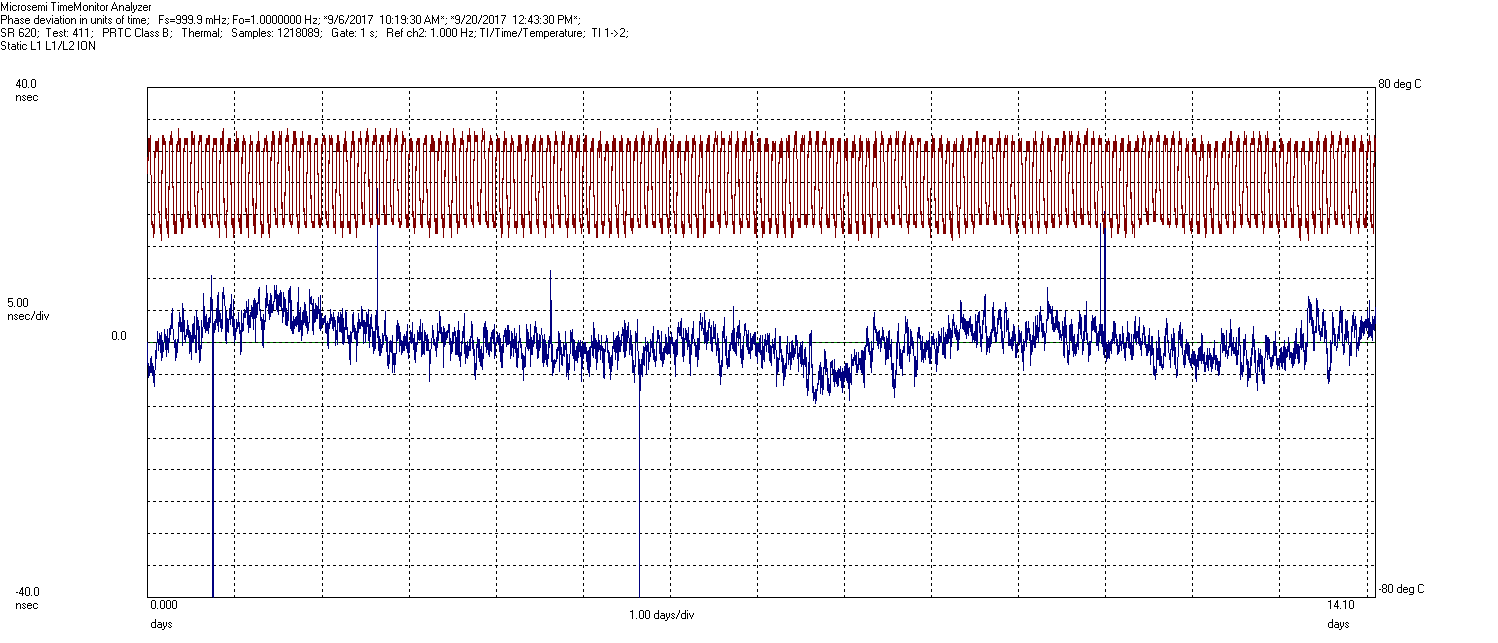 Microsemi TimeMonitor Analyzer
Phase deviation in units of time;   Fs=999.9 mHz; Fo=1.0000000 Hz; *9/6/2017  10:19:30 AM*; *9/20/2017  12:43:30 PM*;
SR 620;  Test: 411;   PRTC Class B;   Thermal;   Samples: 1218089;   Gate: 1 s;   Ref ch2: 1.000 Hz; TI/Time/Temperature;  TI 1->2;
Static L1 L1/L2 ION
40.0
nsec
80 deg C
5.00
nsec/div
0.0
-40.0
nsec
-80 deg C
0.000
days
1.00 days/div
14.10
days